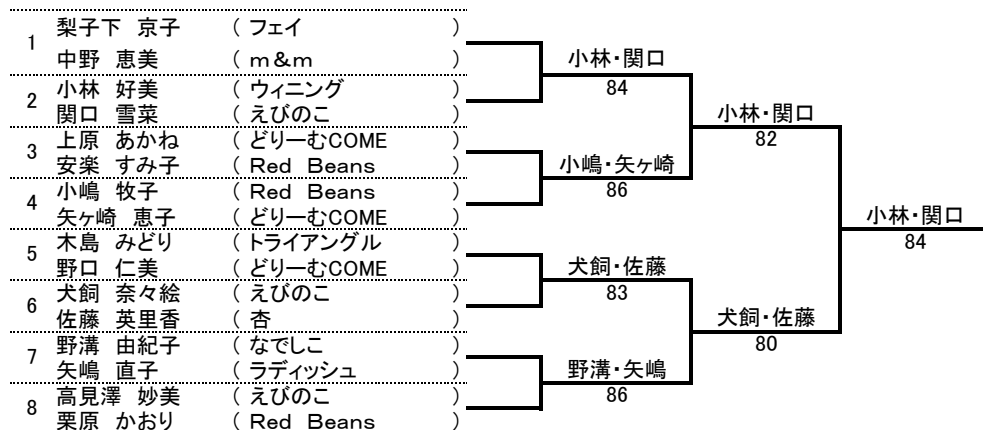 1 梨子下 京子 ( フェイ )
中野 恵美 ( m&m )
2 小林 好美 ( ウィニング )
関口 雪菜 ( えびのこ )
3 上原 あかね ( どりーむCOME )
安楽 すみ子 ( Red Beans )
4 小嶋 牧子 ( Red Beans )
矢ヶ崎 恵子 ( どりーむCOME )
5 木島 みどり ( トライアングル )
野口 仁美 ( どりーむCOME )
6 犬飼 奈々絵 ( えびのこ )
佐藤 英里香 ( 杏 )
7 野溝 由紀子 ( なでしこ )
矢嶋 直子 ( ラディッシュ )
8 高見澤 妙美 ( えびのこ )
栗原 かおり ( Red Beans )
小林・関口
84
小嶋・矢ヶ崎
86
犬飼・佐藤
83
野溝・矢嶋
86
小林・関口
82
犬飼・佐藤
80
小林・関口
84